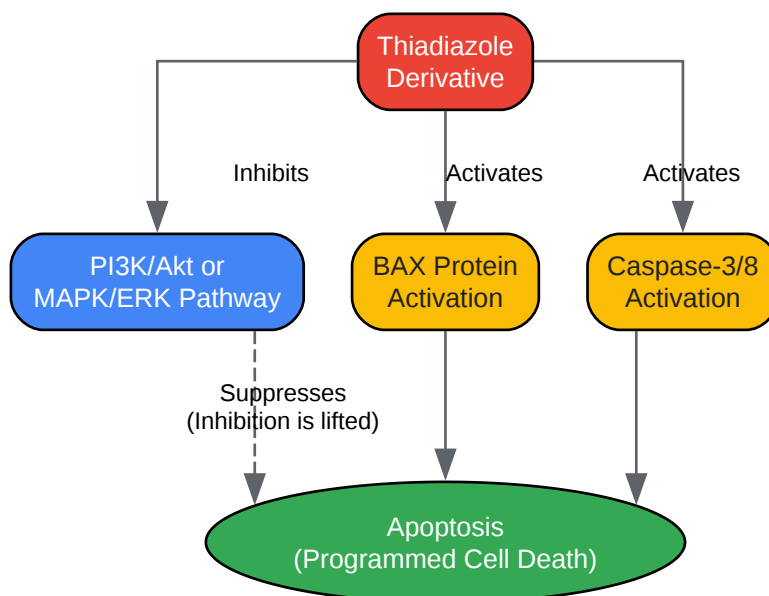 Thiadiazole
Derivative
Inhibits
Activates
Activates
PI3K/Akt or
MAPK/ERK Pathway
BAX Protein
Activation
Caspase-3/8
Activation
Suppresses
(Inhibition is lifted)
Apoptosis
(Programmed Cell Death)